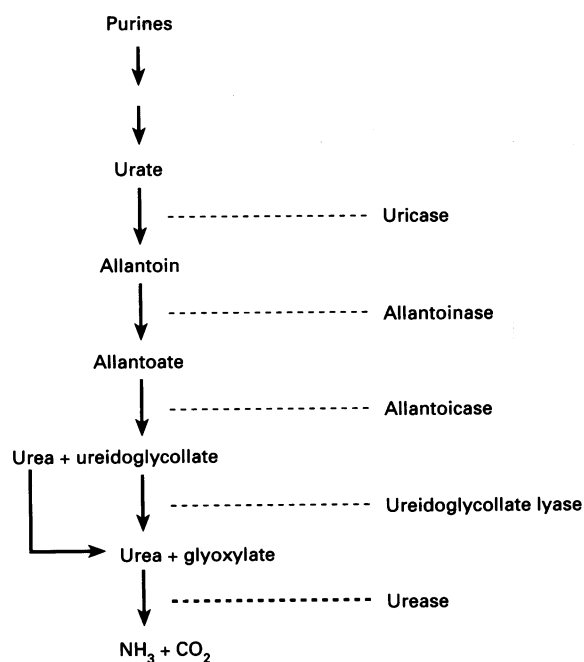 Purines
Urate
Uricase
Allantoin
Allantoinase
Allantoate
Allantoicase
Urea + ureidoglycollate
Ureidoglycollate lyase
Urea + glyoxylate
Urease
NH₃ + CO₂